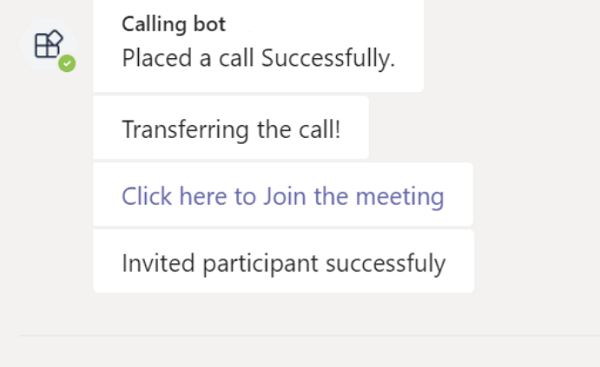 Calling bot
Placed a call Successfully.
Transferring the call!
Click here to Join the meeting
Invited participant successfuly